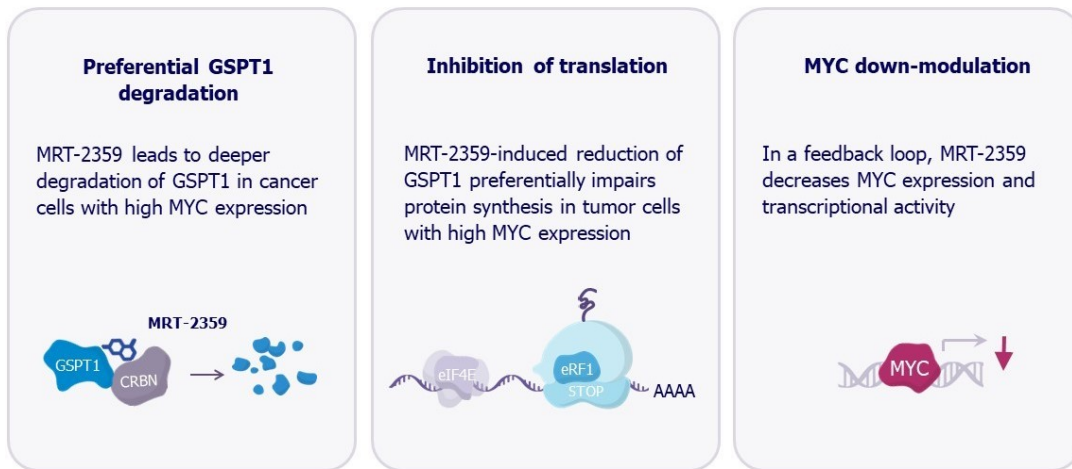 Preferential GSPT1
degradation
MRT-2359 leads to deeper
degradation of GSPT1 in cancer
cells with high MYC expression
MRT-2359
GSPT1
CRBN
Inhibition of translation
MRT-2359-induced reduction of
GSPT1 preferentially impairs
protein synthesis in tumor cells
with high MYC expression
eIF4E
eRF1
STOP
AAAA
MYC down-modulation
In a feedback loop, MRT-2359
decreases MYC expression and
transcriptional activity
MYC